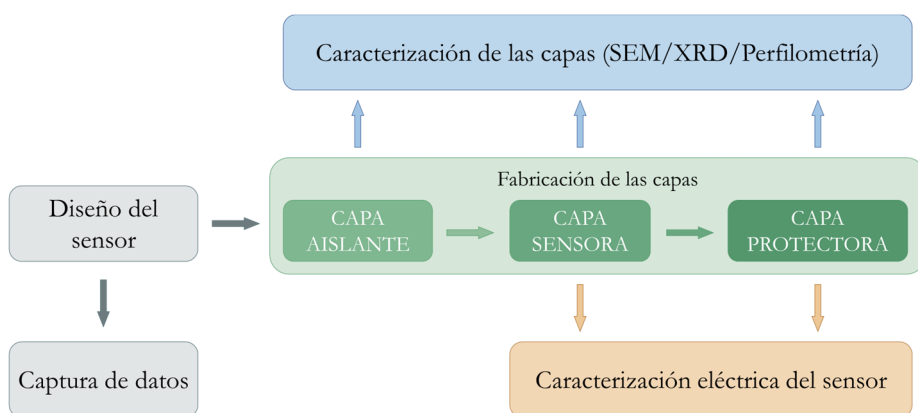 Caracterización de las capas (SEM/XRD/Perfilometría)
Fabricación de las capas
Diseño del
sensor
CAPA
AISLANTE
CAPA
SENSORA
CAPA
PROTECTORA
Captura de datos
Caracterización eléctrica del sensor